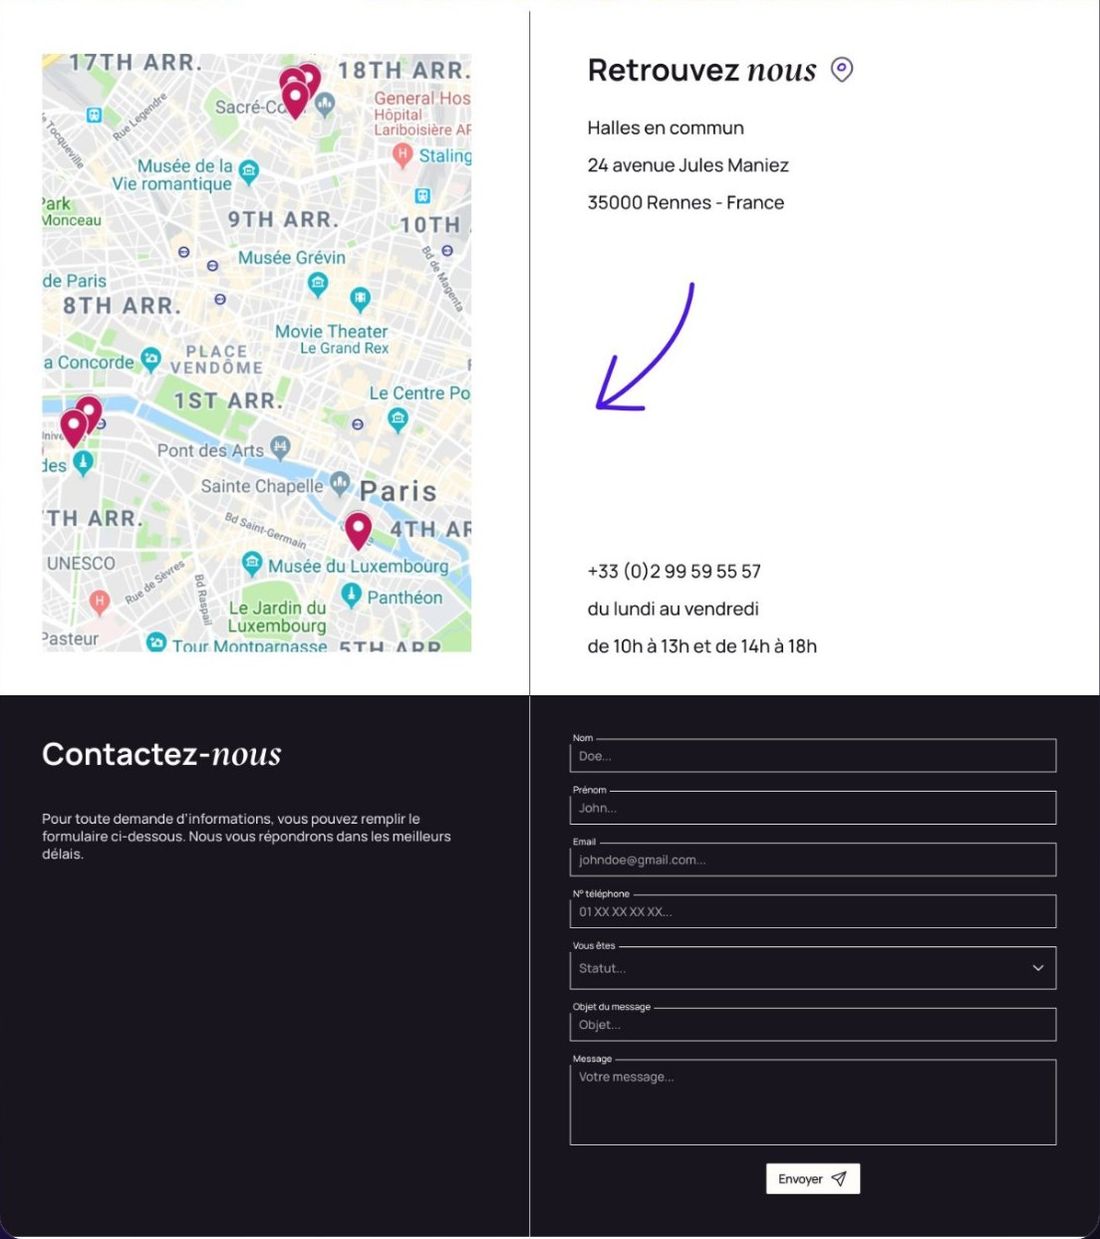 17TH ARR.
18TH ARR.
Sacré-Co
General Hos
Hôpital
Lariboisière AF
Rue Legendre
Tocqueville
Staling
Musée de la
Vie romantique
Park
Monceau
9TH ARR.
10TH
Bd de Magenta
Musée Grévin
de Paris
8TH ARR.
Movie Theater
Le Grand Rex
a Concorde
PLACE
VENDÔME
1ST ARR.
Le Centre Po
Pont des Arts
des
Sainte Chapelle
Paris
TH ARR.
Bd Saint-Germain
4TH AR
UNESCO
Musée du Luxembourg
Rue de Sèvres
Bd Raspail
H
Panthéon
Le Jardin du
Luxembourg
Pasteur
Tour Montparnasse
5TH ARR
Retrouvez nous
Halles en commun
24 avenue Jules Maniez
35000 Rennes - France
+33 (0)2 99 59 55 57
du lundi au vendredi
de 10h à 13h et de 14h à 18h
Contactez-nous
Pour toute demande d'informations, vous pouvez remplir le
formulaire ci-dessous. Nous vous répondrons dans les meilleurs
délais.
Nom
Doe...
Prénom
John...
Email
johndoe@gmail.com...
N° téléphone
01 XX XX XX XX...
Vous êtes
Statut...
Objet du message
Objet...
Message
Votre message...
Envoyer